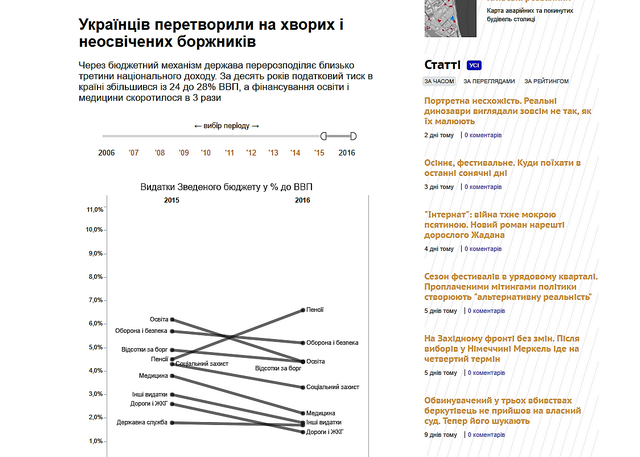 Українців перетворили на хворих і
неосвічених боржників
Через бюджетний механізм держава перерозподіляє близько
третини національного доходу. За десять років податковий тиск в
країні збільшився із 24 до 28% ВВП, а фінансування освіти і
медицини скоротилося в 3 рази
← вибір періоду →
2006 '07 '08 '09 '10 '11 '12 '13 '14 '15 2016
Видатки Зведеного бюджету у % до ВВП
2015 2016
11,0%
10,0%
9,0%
8,0%
7,0%
6,0%
5,0%
4,0%
3,0%
2,0%
1,0%
Освіта
Оборона і безпека
Відсотки за борг
Пенсії
Соціальний захист
Медицина
Інші видатки
Дороги і ЖКГ
Державна служба
Пенсії
Оборона і безпека
Освіта
Відсотки за борг
Соціальний захист
Медицина
Інші видатки
Дороги і ЖКГ
Карта аварійних та покинутих
будівель столиці
Статті УСІ
ЗА ЧАСОМ ЗА ПЕРЕГЛЯДАМИ ЗА РЕЙТИНГОМ
Портретна несхожість. Реальні
динозаври виглядали зовсім не так, як
їх малюють
2 дні тому | 0 коментарів
Осіннє, фестивальне. Куди поїхати в
останні сонячні дні
3 дні тому | 0 коментарів
"Інтернат": війна тхне мокрою
псятиною. Новий роман нарешті
дорослого Жадана
4 дні тому | 0 коментарів
Сезон фестивалів в урядовому кварталі.
Проплаченими мітингами політики
створюють "альтернативну реальність"
5 днів тому | 0 коментарів
На Західному фронті без змін. Після
виборів у Німеччині Меркель іде на
четвертий термін
5 днів тому | 0 коментарів
Обвинувачений у трьох вбивствах
беркутівець не прийшов на власний
суд. Тепер його шукають
9 днів тому | 0 коментарів